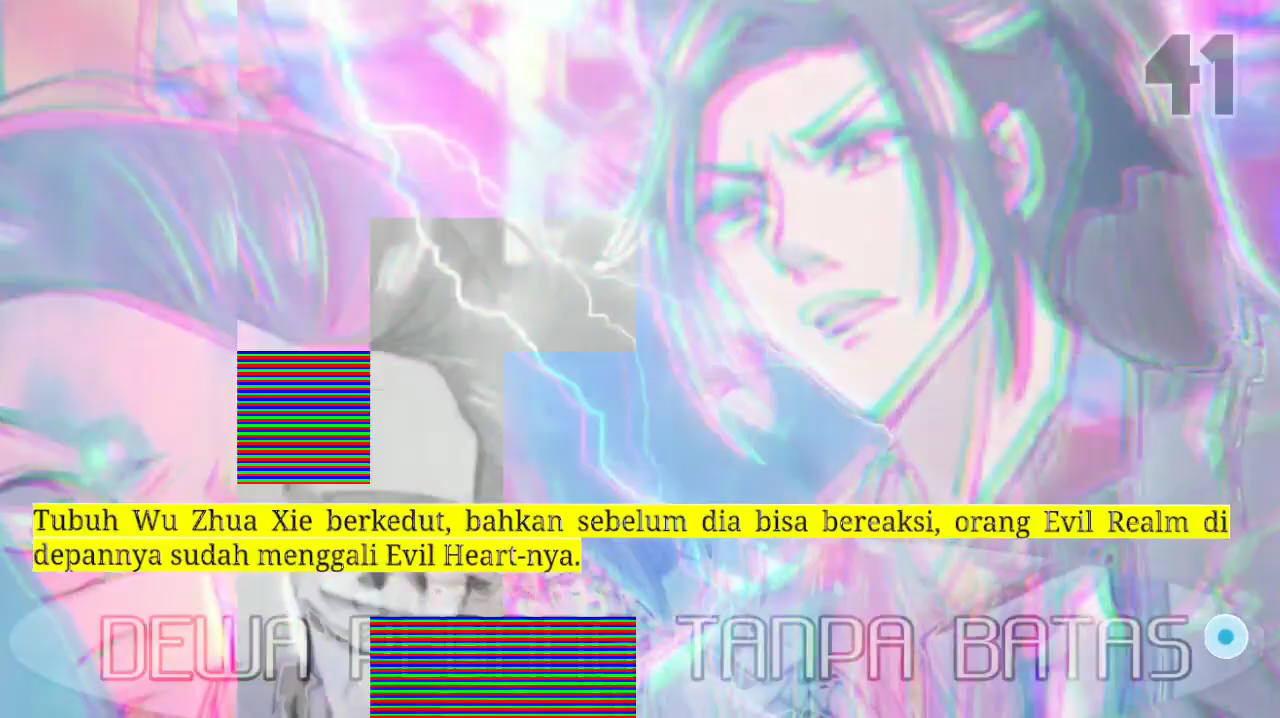 41
Tubuh Wu Zhua Xie berkedut, bahkan sebelum dia bisa bereaksi, orang Evil Realm di
depannya sudah menggali Evil Heart-nya.
DEWA TANPA BATAS